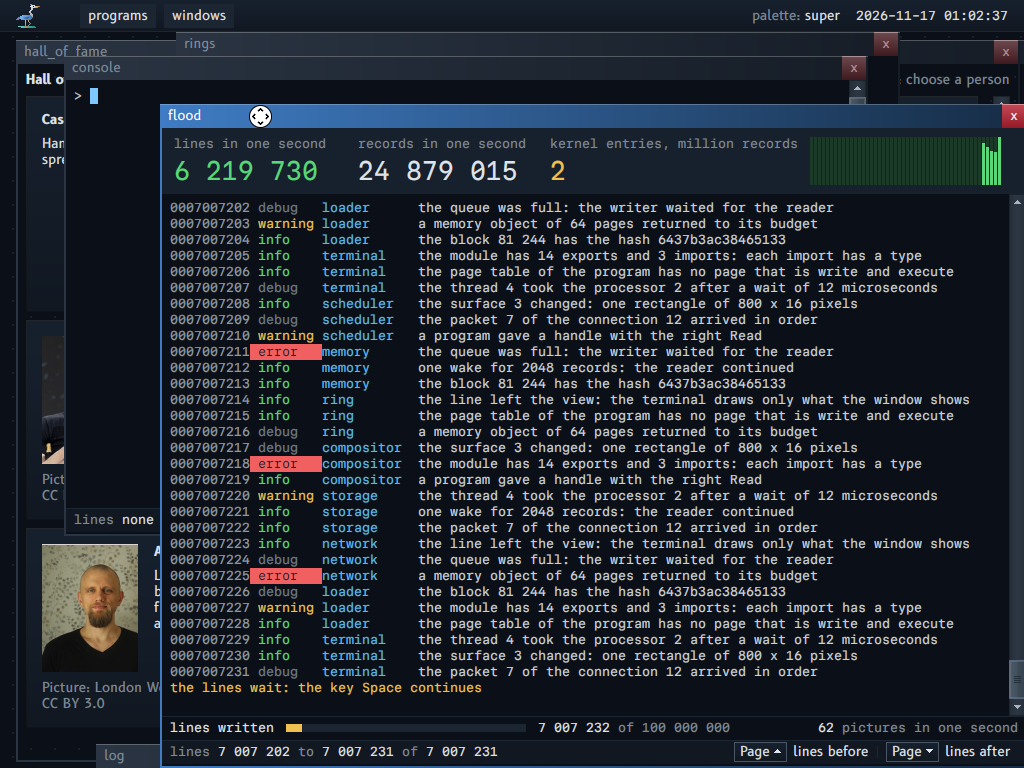 programs windows palette: super 2026-11-17 01:02:37
rings x
hall_of_fame x
console x
Hall o choose a person
>
flood x
Cas
Han
spre
lines in one second records in one second kernel entries, million records
6 219 730 24 879 015 2
0007007202 debug loader the queue was full: the writer waited for the reader
0007007203 warning loader a memory object of 64 pages returned to its budget
0007007204 info loader the block 81 244 has the hash 6437b3ac38465133
0007007205 info terminal the module has 14 exports and 3 imports: each import has a type
0007007206 info terminal the page table of the program has no page that is write and execute
0007007207 debug terminal the thread 4 took the processor 2 after a wait of 12 microseconds
0007007208 info scheduler the surface 3 changed: one rectangle of 800 x 16 pixels
0007007209 debug scheduler the packet 7 of the connection 12 arrived in order
0007007210 warning scheduler a program gave a handle with the right Read
0007007211 error memory the queue was full: the writer waited for the reader
0007007212 info memory one wake for 2048 records: the reader continued
0007007213 info memory the block 81 244 has the hash 6437b3ac38465133
0007007214 info ring the line left the view: the terminal draws only what the window shows
0007007215 info ring the page table of the program has no page that is write and execute
0007007216 debug ring a memory object of 64 pages returned to its budget
0007007217 debug compositor the surface 3 changed: one rectangle of 800 x 16 pixels
0007007218 error compositor the module has 14 exports and 3 imports: each import has a type
0007007219 info compositor a program gave a handle with the right Read
0007007220 warning storage the thread 4 took the processor 2 after a wait of 12 microseconds
0007007221 info storage one wake for 2048 records: the reader continued
0007007222 info storage the packet 7 of the connection 12 arrived in order
0007007223 info network the line left the view: the terminal draws only what the window shows
0007007224 debug network the queue was full: the writer waited for the reader
0007007225 error network a memory object of 64 pages returned to its budget
0007007226 debug loader the block 81 244 has the hash 6437b3ac38465133
0007007227 warning loader the module has 14 exports and 3 imports: each import has a type
0007007228 info loader the page table of the program has no page that is write and execute
0007007229 info terminal the thread 4 took the processor 2 after a wait of 12 microseconds
0007007230 info terminal the surface 3 changed: one rectangle of 800 x 16 pixels
0007007231 debug terminal the packet 7 of the connection 12 arrived in order
the lines wait: the key Space continues
lines written 7 007 232 of 100 000 000 62 pictures in one second
lines 7 007 202 to 7 007 231 of 7 007 231 Page lines before Page lines after
Pict
CC
lines none
Picture: London We
CC BY 3.0
log